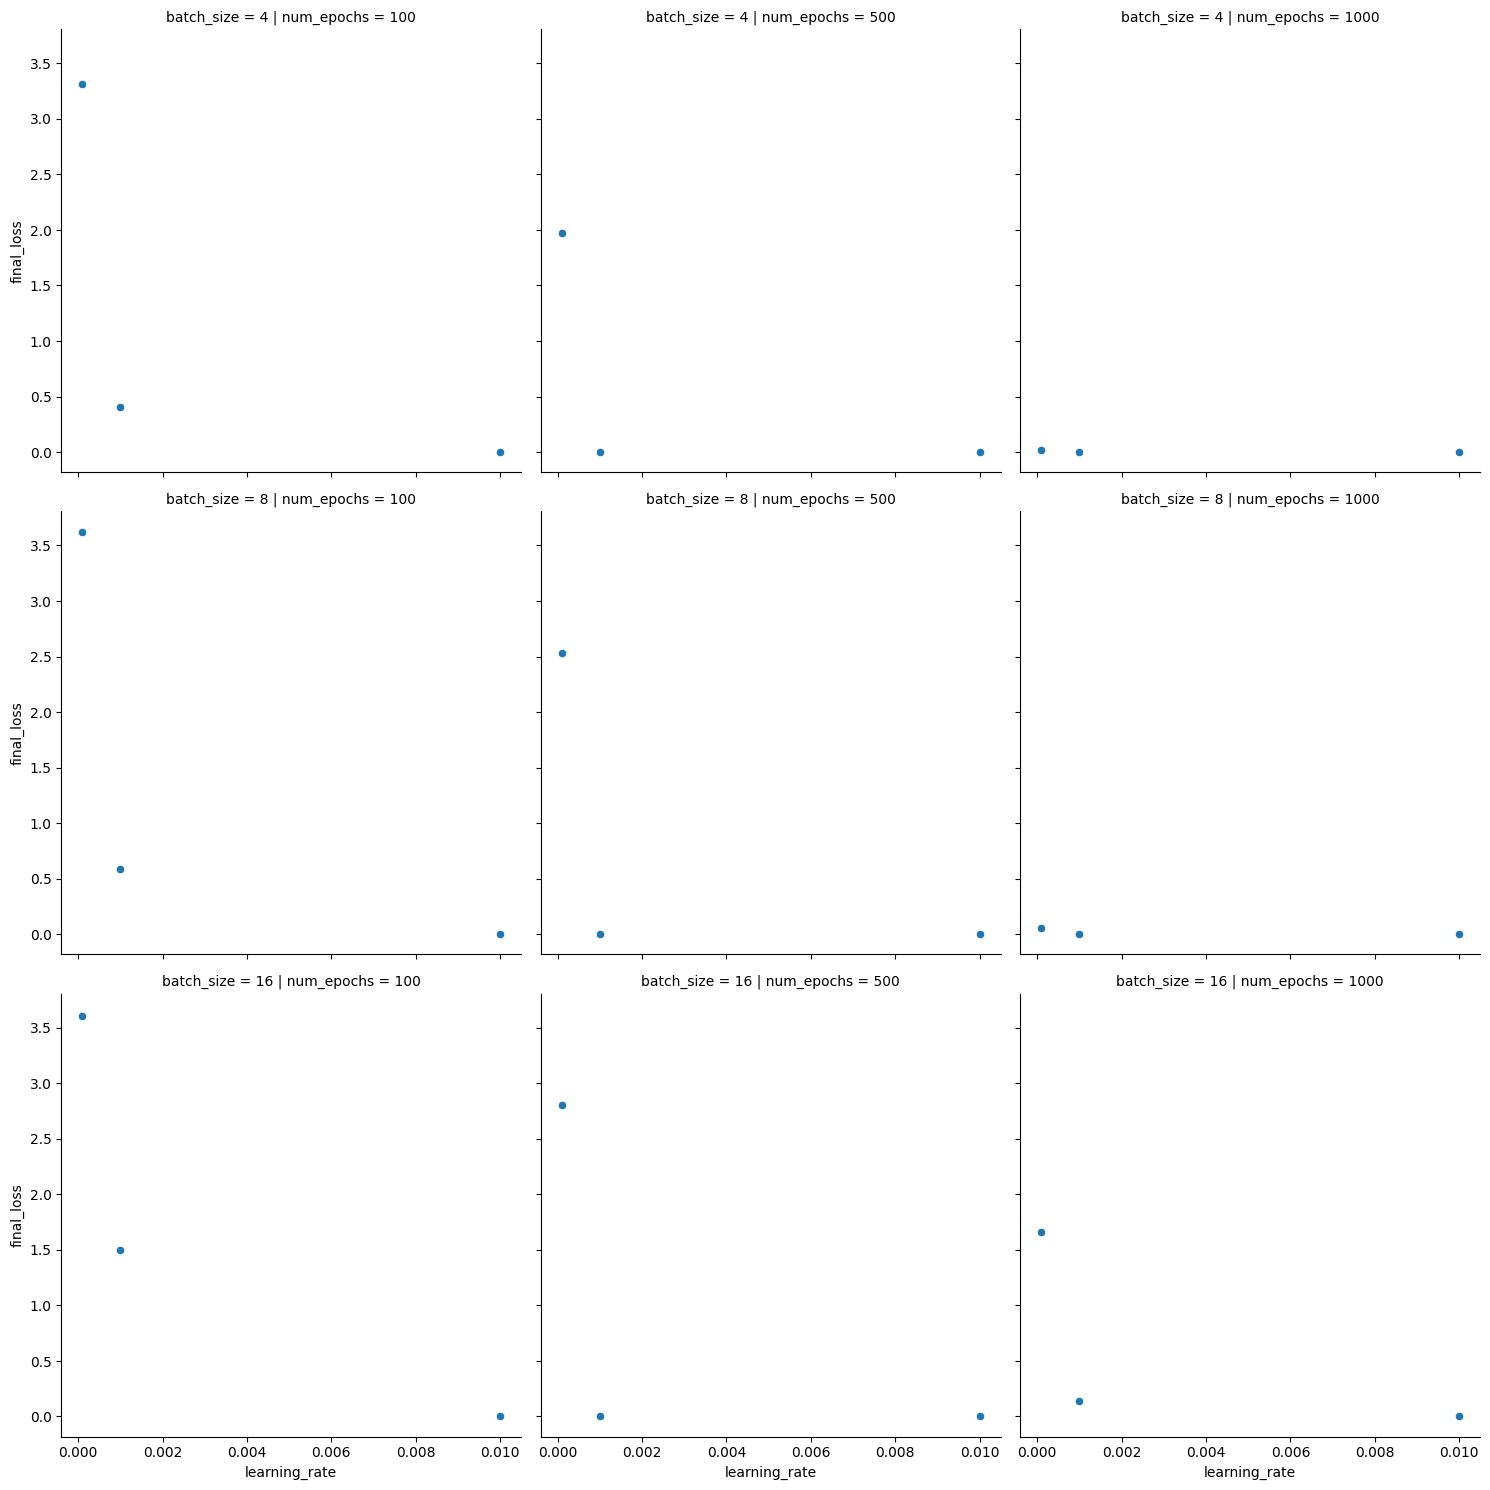 batch_size = 4 | num_epochs = 100
batch_size = 4 | num_epochs = 500
batch_size = 4 | num_epochs = 1000
3.5
3.0
2.5
2.0
1.5
1.0
0.5
0.0
final_loss
batch_size = 8 | num_epochs = 100
batch_size = 8 | num_epochs = 500
batch_size = 8 | num_epochs = 1000
3.5
3.0
2.5
2.0
1.5
1.0
0.5
0.0
final_loss
batch_size = 16 | num_epochs = 100
batch_size = 16 | num_epochs = 500
batch_size = 16 | num_epochs = 1000
3.5
3.0
2.5
2.0
1.5
1.0
0.5
0.0
final_loss
0.000 0.002 0.004 0.006 0.008 0.010
0.000 0.002 0.004 0.006 0.008 0.010
0.000 0.002 0.004 0.006 0.008 0.010
learning_rate
learning_rate
learning_rate